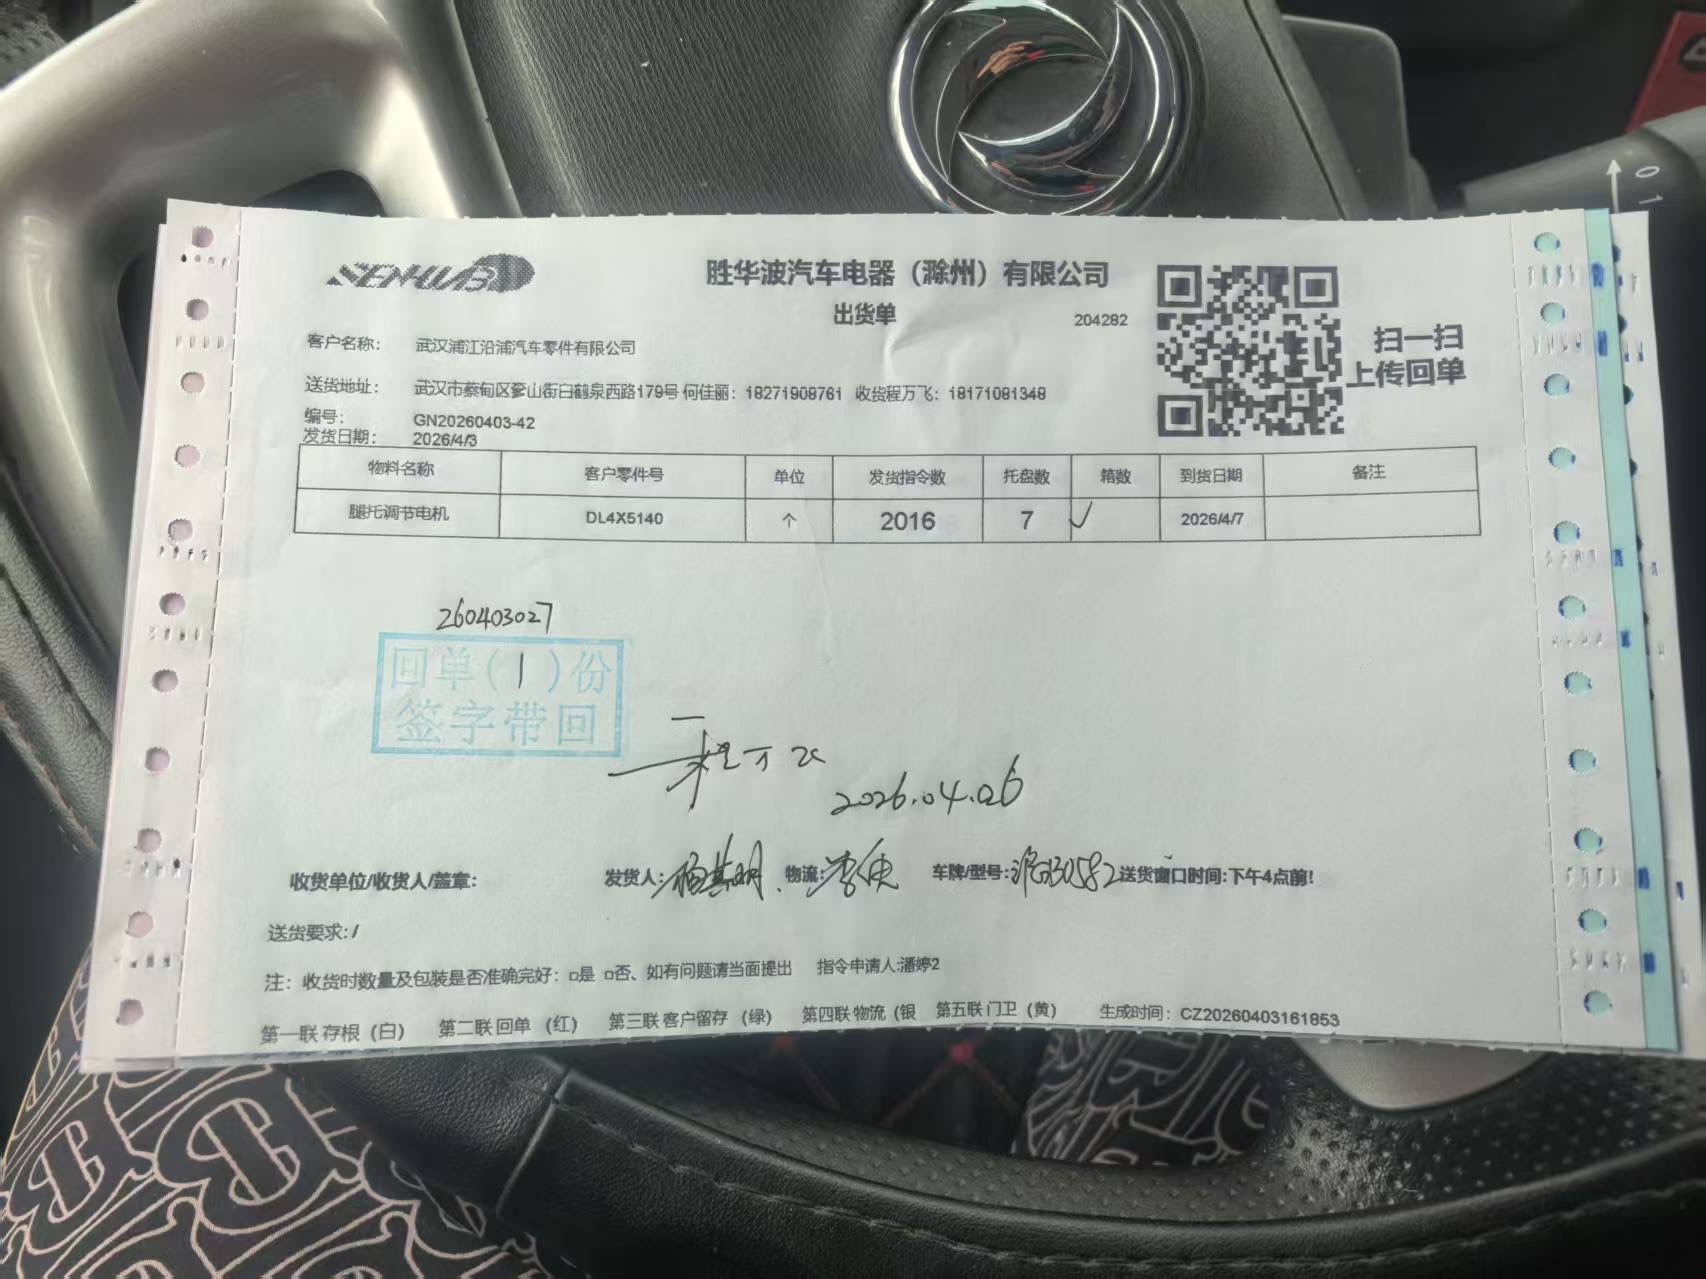 SENHWB
胜华波汽车电器（滁州）有限公司
出货单
204282
扫一扫
上传回单
客户名称： 武汉浦江沿浦汽车零件有限公司
送货地址： 武汉市蔡甸区奓山街白鹤泉西路179号 何佳丽：18271908761 收货程万飞：18171081348
编号： GN20260403-42
发货日期： 2026/4/3
物料名称 客户零件号 单位 发货指令数 托盘数 箱数 到货日期 备注
腿托调节电机 DL4X5140 个 2016 7 ✓ 2026/4/7
260403027
回单(1)份
签字带回
程万飞
2026.04.06
收货单位/收货人/盖章： 发货人： 物流： 车牌/型号： 送货窗口时间:下午4点前!
送货要求:/
注： 收货时数量及包装是否准确完好：□是 □否、如有问题请当面提出 指令申请人:潘婷2
第一联 存根（白） 第二联 回单（红） 第三联 客户留存（绿） 第四联 物流（银 第五联 门卫（黄） 生成时间： CZ20260403161853
0 1